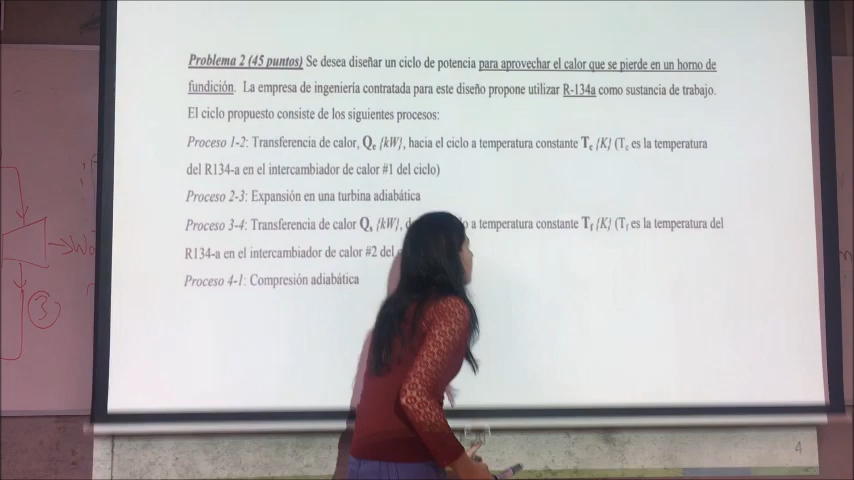 Problema 2 (45 puntos) Se desea diseñar un ciclo de potencia para aprovechar el calor que se pierde en un horno de
fundición. La empresa de ingeniería contratada para este diseño propone utilizar R-134a como sustancia de trabajo.
El ciclo propuesto consiste de los siguientes procesos:
Proceso 1-2: Transferencia de calor, Qe {kW}, hacia el ciclo a temperatura constante Tc {K} (Tc es la temperatura
del R134-a en el intercambiador de calor #1 del ciclo)
Proceso 2-3: Expansión en una turbina adiabática
Proceso 3-4: Transferencia de calor Qs {kW}, a temperatura constante Tf {K} (Tf es la temperatura del
R134-a en el intercambiador de calor #2 del
Proceso 4-1: Compresión adiabática
3
4